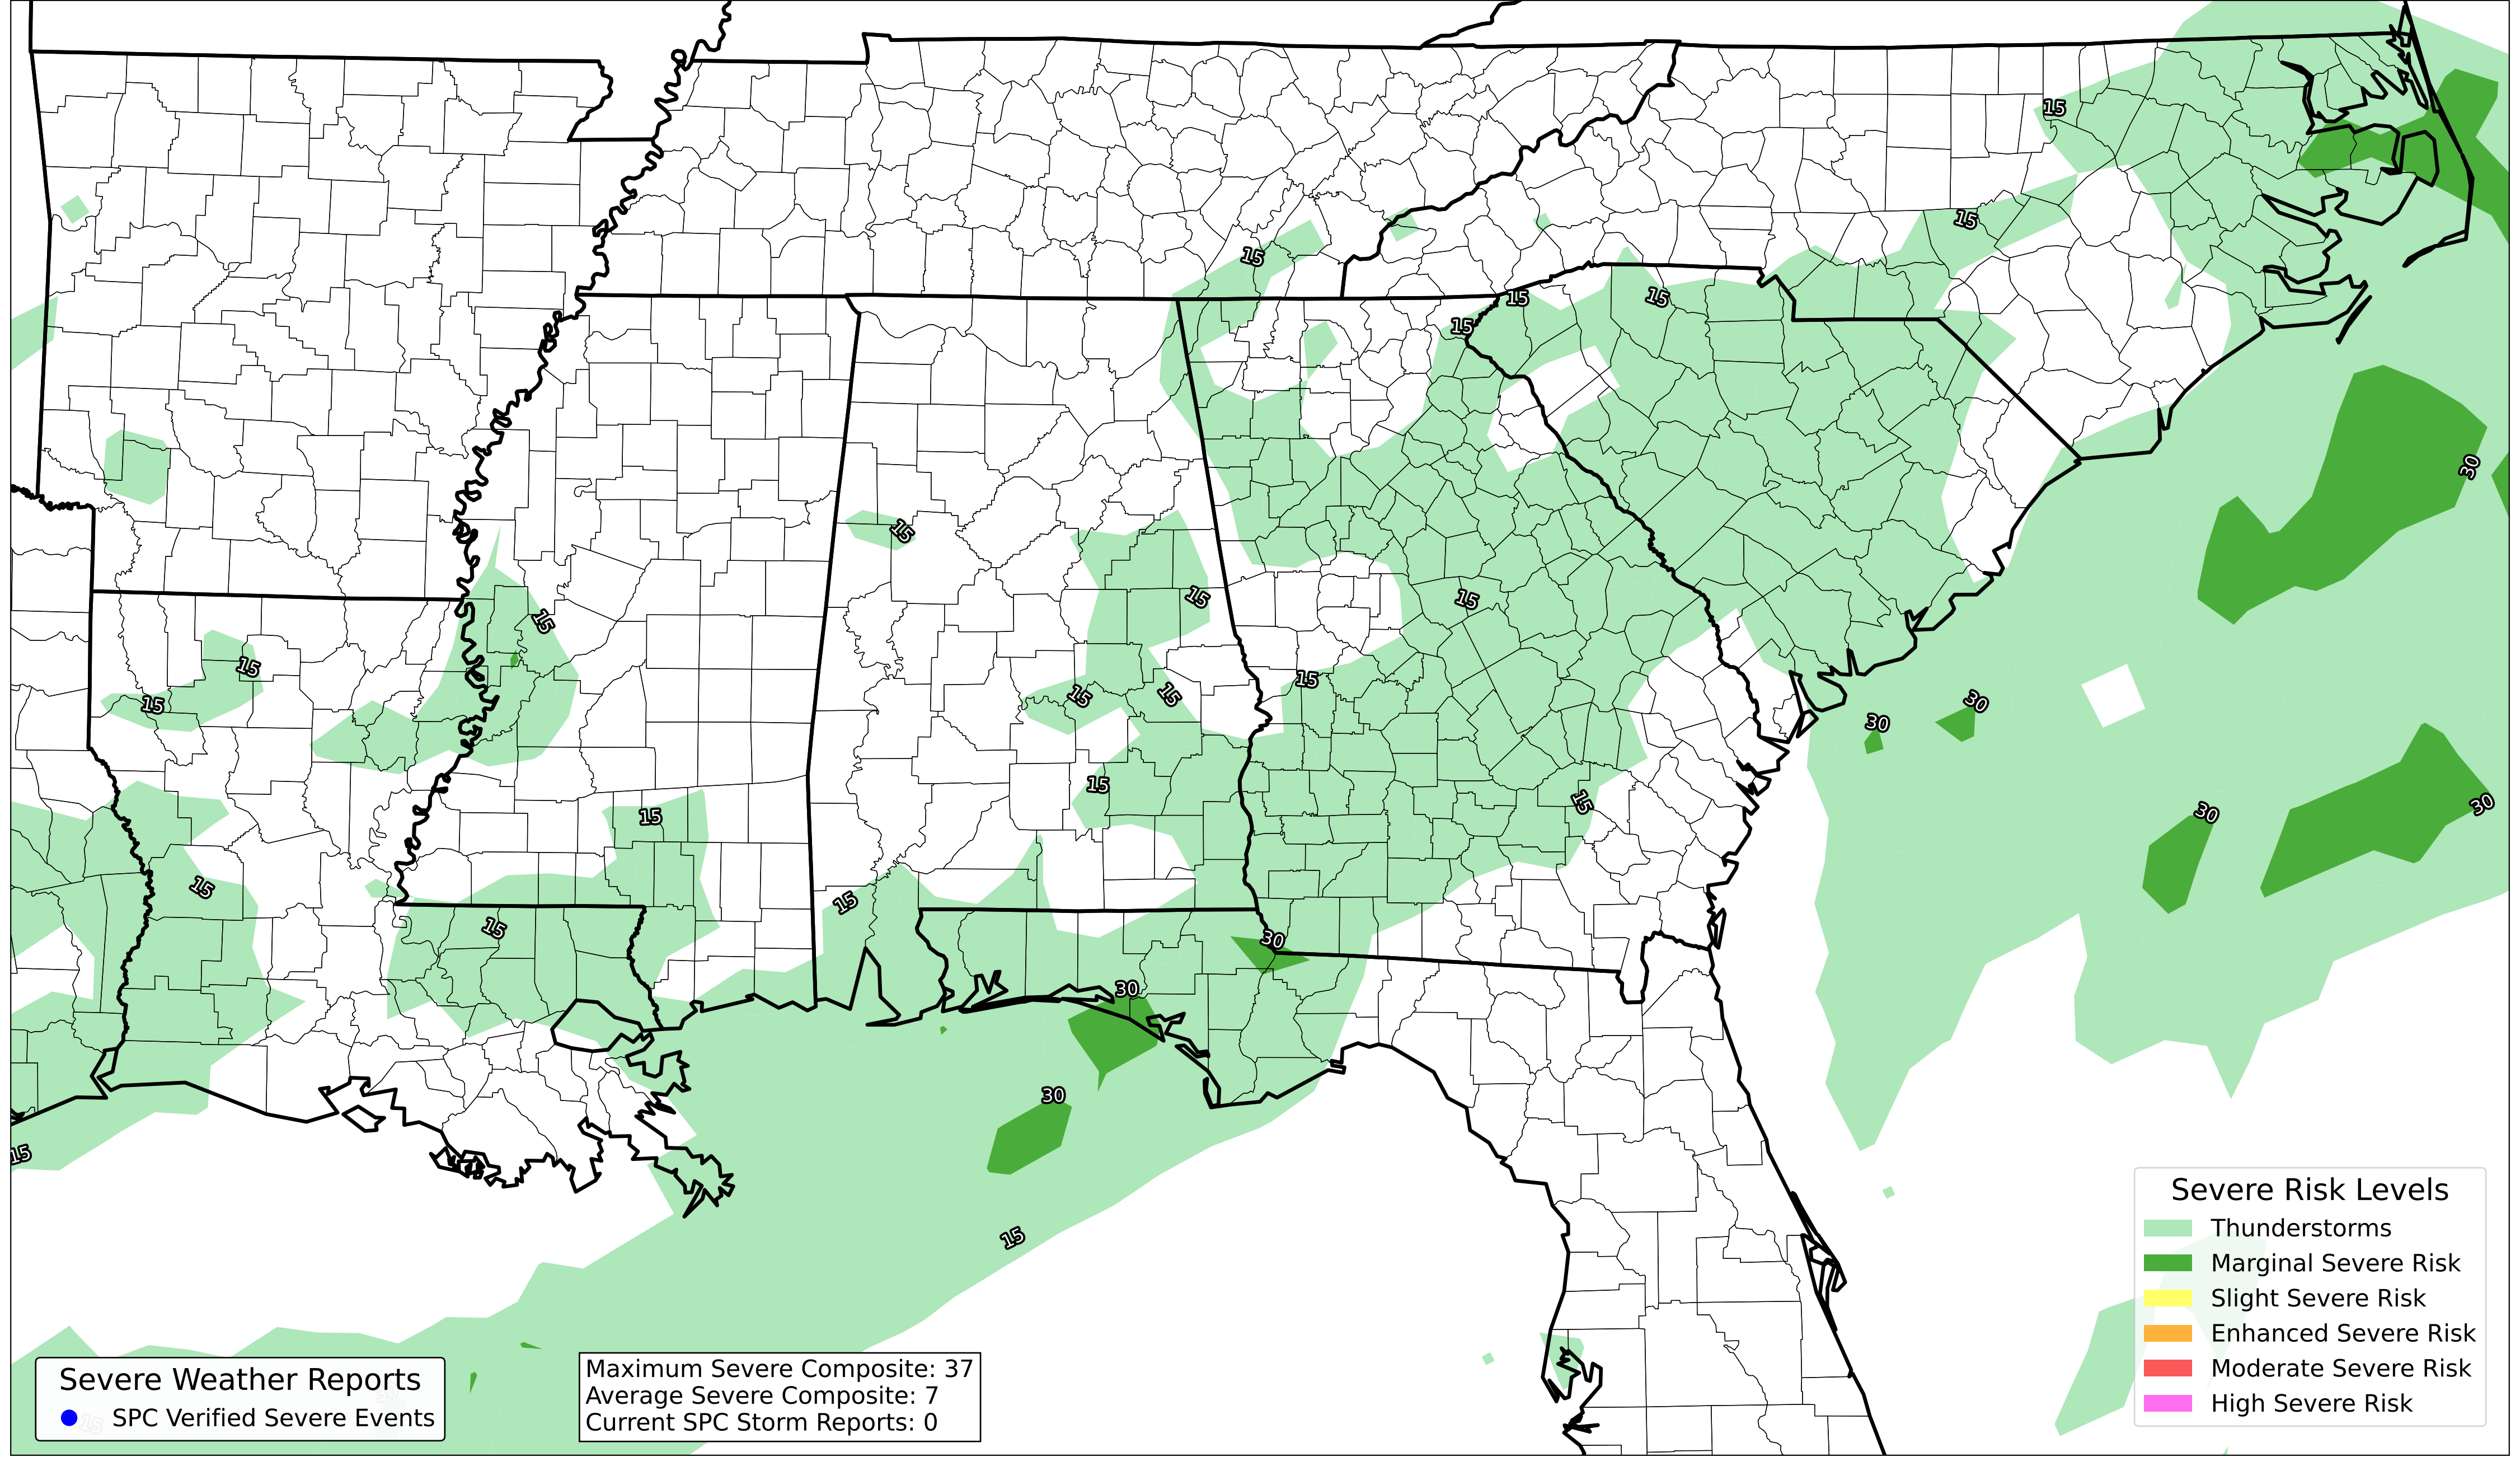 15
15
15
15
15
15
30
15
15
15
15
15
15
15
15
15
30
30
15
15
15
30
30
15
15
15
15
30
30
30
15
15
Severe Risk Levels
Thunderstorms
Marginal Severe Risk
Slight Severe Risk
Enhanced Severe Risk
Moderate Severe Risk
High Severe Risk
Severe Weather Reports
SPC Verified Severe Events
Maximum Severe Composite: 37
Average Severe Composite: 7
Current SPC Storm Reports: 0